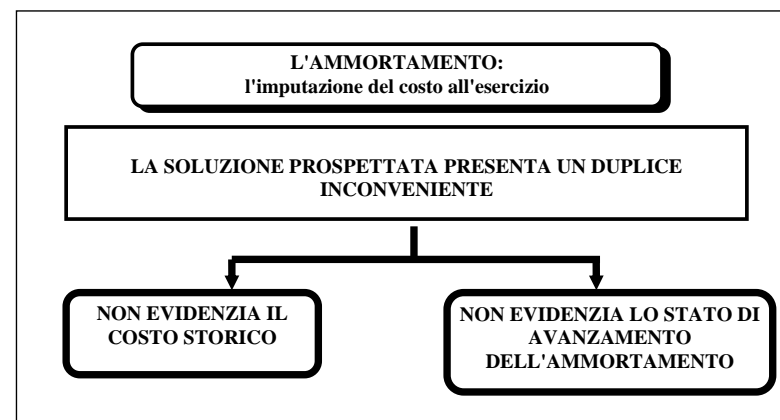 L'AMMORTAMENTO:
l'imputazione del costo all'esercizio
LA SOLUZIONE PROSPETTATA PRESENTA UN DUPLICE
INCONVENIENTE
NON EVIDENZIA IL
COSTO STORICO
NON EVIDENZIA LO STATO DI
AVANZAMENTO
DELL'AMMORTAMENTO